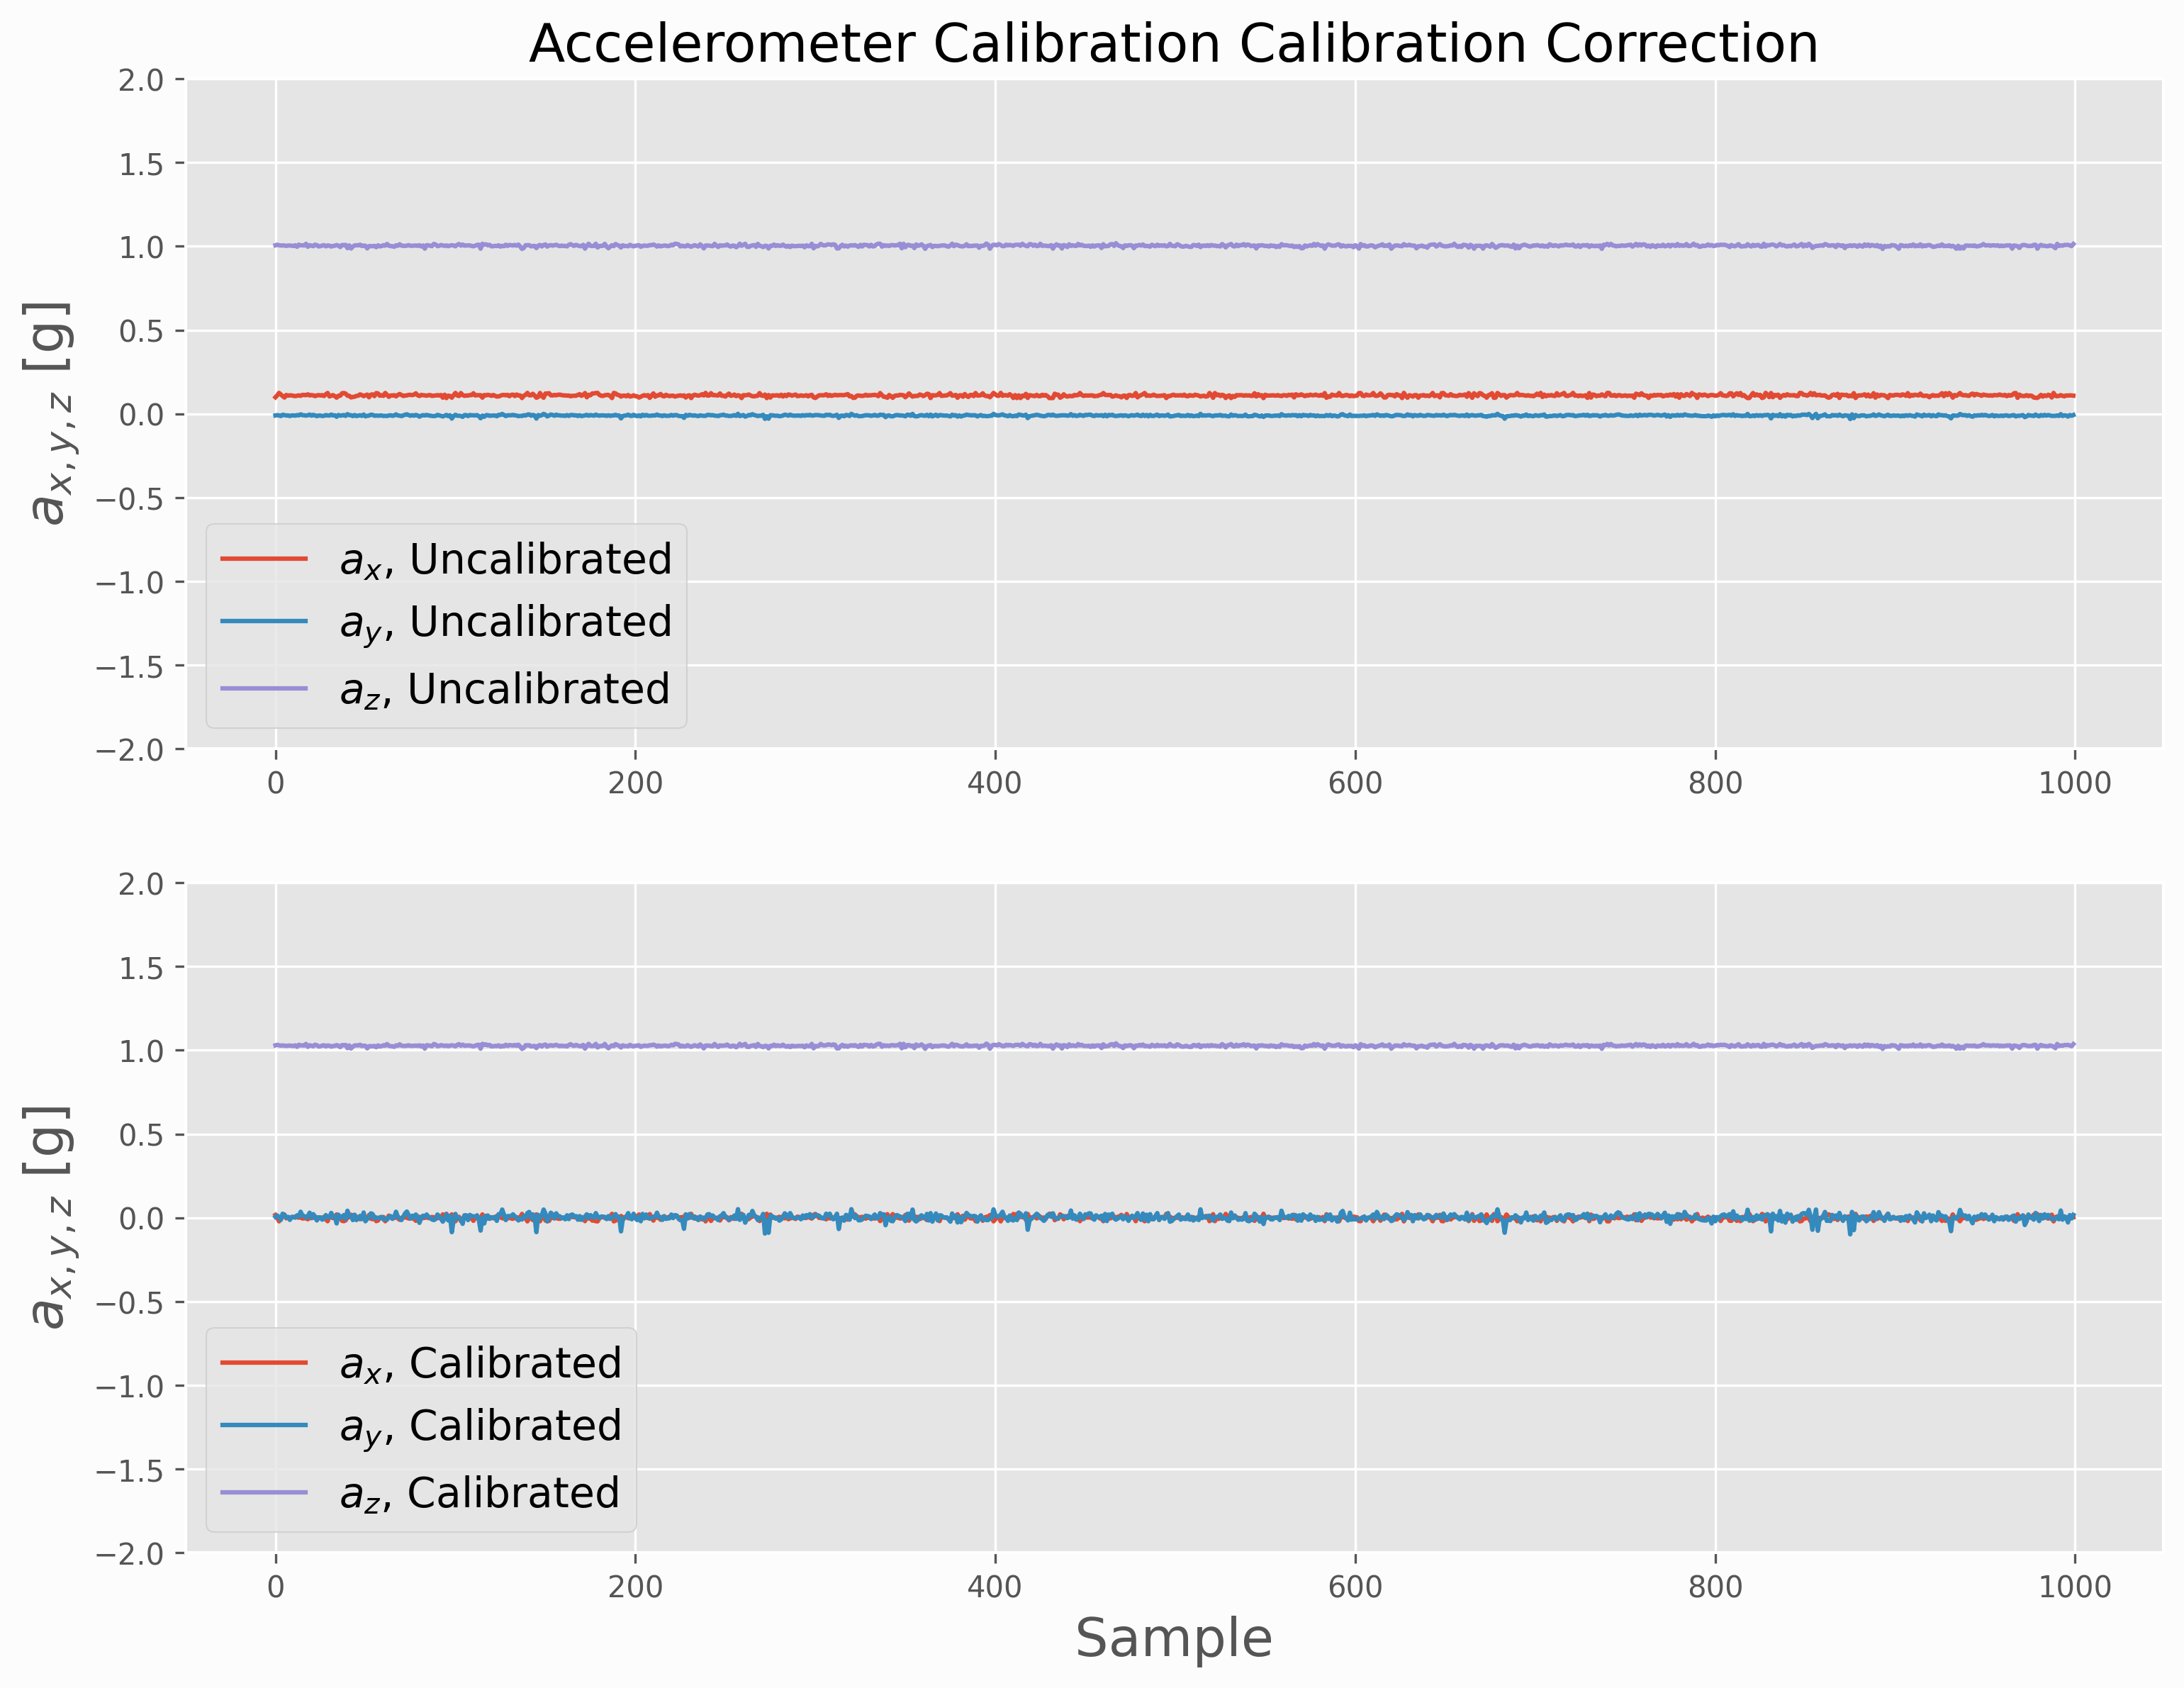 Accelerometer Calibration Calibration Correction
2.0
1.5
1.0
0.5
0.0
−0.5
−1.0
−1.5
−2.0
a_x,y,z [g]
a_x, Uncalibrated
a_y, Uncalibrated
a_z, Uncalibrated
0 200 400 600 800 1000
2.0
1.5
1.0
0.5
0.0
−0.5
−1.0
−1.5
−2.0
a_x,y,z [g]
a_x, Calibrated
a_y, Calibrated
a_z, Calibrated
0 200 400 600 800 1000
Sample